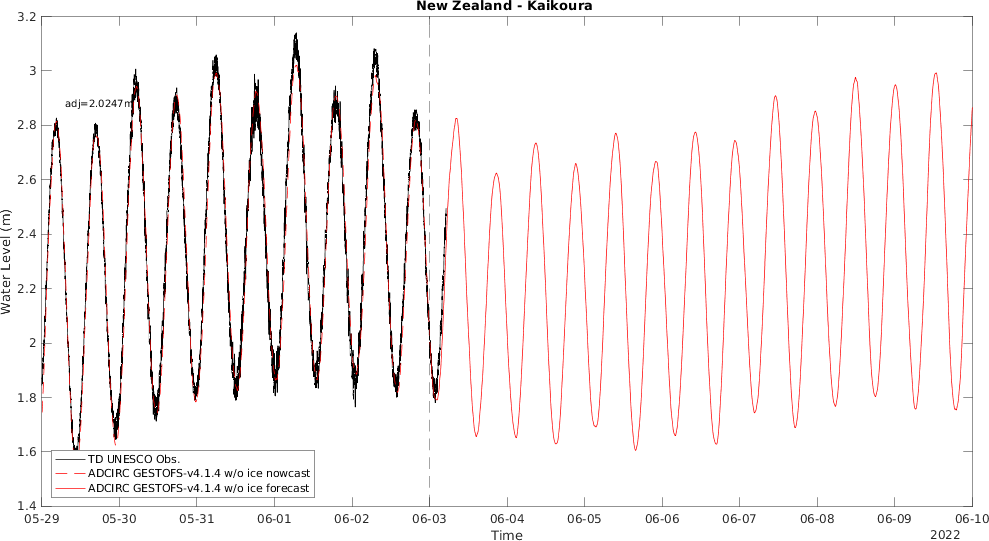 New Zealand - Kaikoura
3.2
3
2.8
2.6
2.4
2.2
2
1.8
1.6
1.4
Water Level (m)
adj=2.0247m
TD UNESCO Obs.
ADCIRC GESTOFS-v4.1.4 w/o ice nowcast
ADCIRC GESTOFS-v4.1.4 w/o ice forecast
05-29 05-30 05-31 06-01 06-02 06-03 06-04 06-05 06-06 06-07 06-08 06-09 06-10
Time
2022